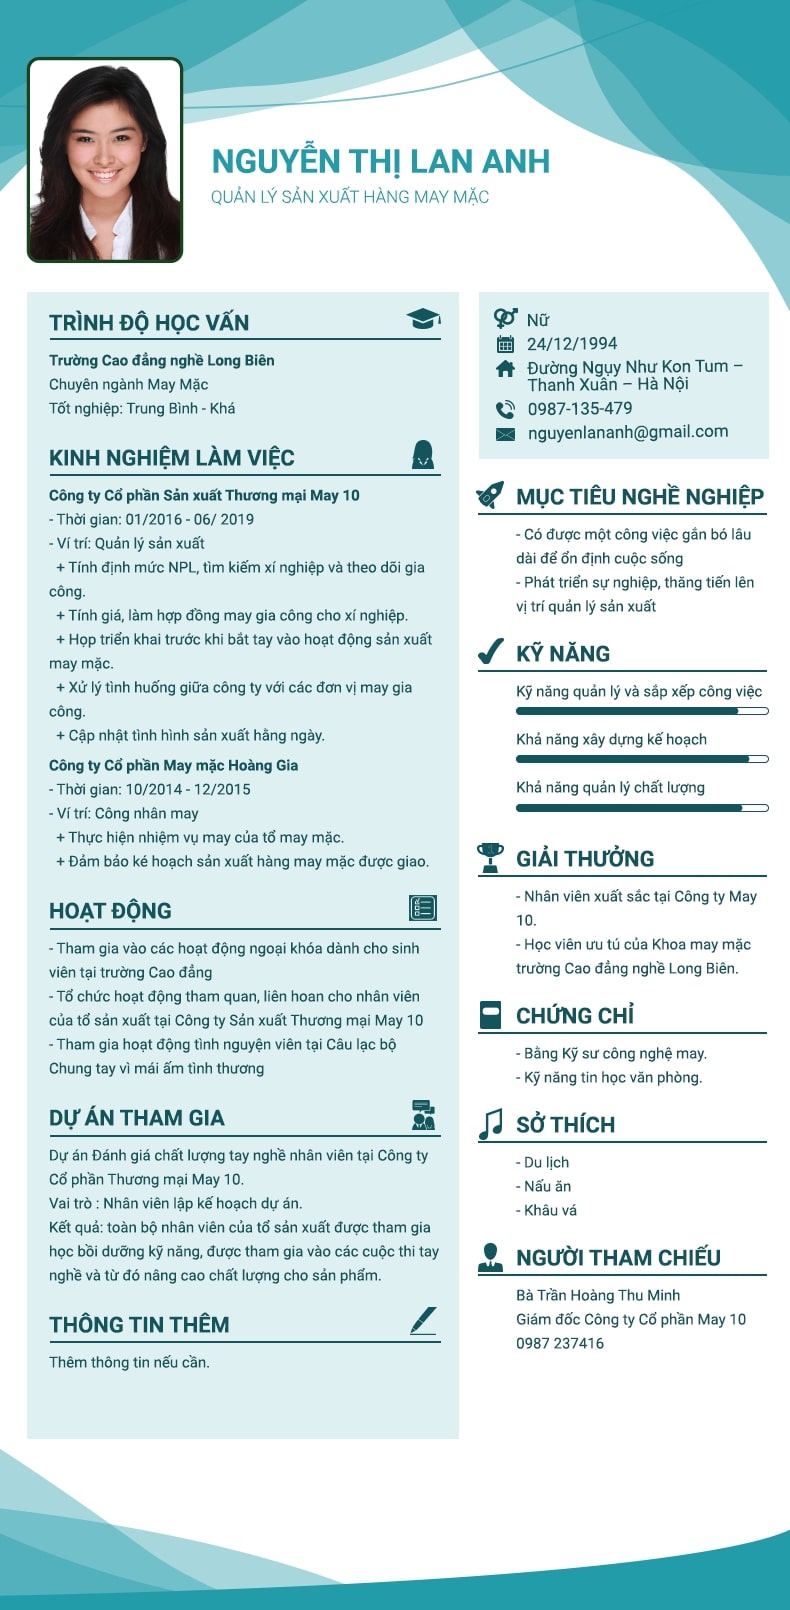 NGUYỄN THỊ LAN ANH
QUẢN LÝ SẢN XUẤT HÀNG MAY MẶC
TRÌNH ĐỘ HỌC VẤN
Trường Cao đẳng nghề Long Biên
Chuyên ngành May Mặc
Tốt nghiệp: Trung Bình - Khá
KINH NGHIỆM LÀM VIỆC
Công ty Cổ phần Sản xuất Thương mại May 10
- Thời gian: 01/2016 - 06/ 2019
- Ví trí: Quản lý sản xuất
+ Tính định mức NPL, tìm kiếm xí nghiệp và theo dõi gia
công.
+ Tính giá, làm hợp đồng may gia công cho xí nghiệp.
+ Họp triển khai trước khi bắt tay vào hoạt động sản xuất
may mặc.
+ Xử lý tình huống giữa công ty với các đơn vị may gia
công.
+ Cập nhật tình hình sản xuất hằng ngày.
Công ty Cổ phần May mặc Hoàng Gia
- Thời gian: 10/2014 - 12/2015
- Ví trí: Công nhân may
+ Thực hiện nhiệm vụ may của tổ may mặc.
+ Đảm bảo ké hoạch sản xuất hàng may mặc được giao.
HOẠT ĐỘNG
- Tham gia vào các hoạt động ngoại khóa dành cho sinh
viên tại trường Cao đẳng
- Tổ chức hoạt động tham quan, liên hoan cho nhân viên
của tổ sản xuất tại Công ty Sản xuất Thương mại May 10
- Tham gia hoạt động tình nguyện viên tại Câu lạc bộ
Chung tay vì mái ấm tình thương
DỰ ÁN THAM GIA
Dự án Đánh giá chất lượng tay nghề nhân viên tại Công ty
Cổ phần Thương mại May 10.
Vai trò : Nhân viên lập kế hoạch dự án.
Kết quả: toàn bộ nhân viên của tổ sản xuất được tham gia
học bồi dưỡng kỹ năng, được tham gia vào các cuộc thi tay
nghề và từ đó nâng cao chất lượng cho sản phẩm.
THÔNG TIN THÊM
Thêm thông tin nếu cần.
Nữ
24/12/1994
Đường Ngụy Như Kon Tum –
Thanh Xuân – Hà Nội
0987-135-479
nguyenlananh@gmail.com
MỤC TIÊU NGHỀ NGHIỆP
- Có được một công việc gắn bó lâu
dài để ổn định cuộc sống
- Phát triển sự nghiệp, thăng tiến lên
vị trí quản lý sản xuất
KỸ NĂNG
Kỹ năng quản lý và sắp xếp công việc
Khả năng xây dựng kế hoạch
Khả năng quản lý chất lượng
GIẢI THƯỞNG
- Nhân viên xuất sắc tại Công ty May
10.
- Học viên ưu tú của Khoa may mặc
trường Cao đẳng nghề Long Biên.
CHỨNG CHỈ
- Bằng Kỹ sư công nghệ may.
- Kỹ năng tin học văn phòng.
SỞ THÍCH
- Du lịch
- Nấu ăn
- Khâu vá
NGƯỜI THAM CHIẾU
Bà Trần Hoàng Thu Minh
Giám đốc Công ty Cổ phần May 10
0987 237416